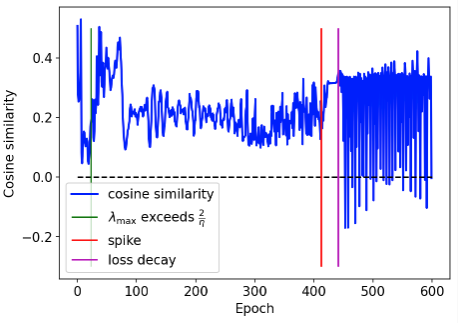 Cosine similarity
0.4
0.2
0.0
−0.2
cosine similarity
λmax exceeds 2/η
spike
loss decay
0 100 200 300 400 500 600
Epoch